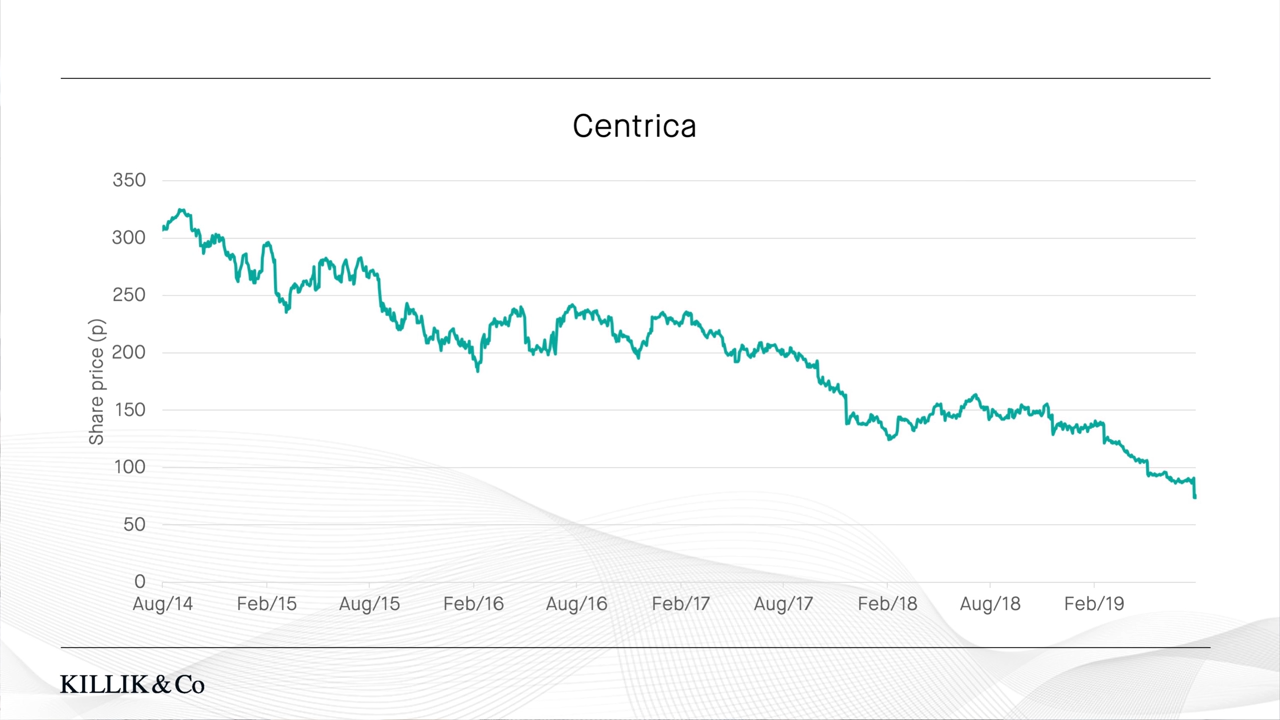 Centrica
350
300
250
200
150
100
50
0
Share price (p)
Aug/14 Feb/15 Aug/15 Feb/16 Aug/16 Feb/17 Aug/17 Feb/18 Aug/18 Feb/19
KILLIK & Co